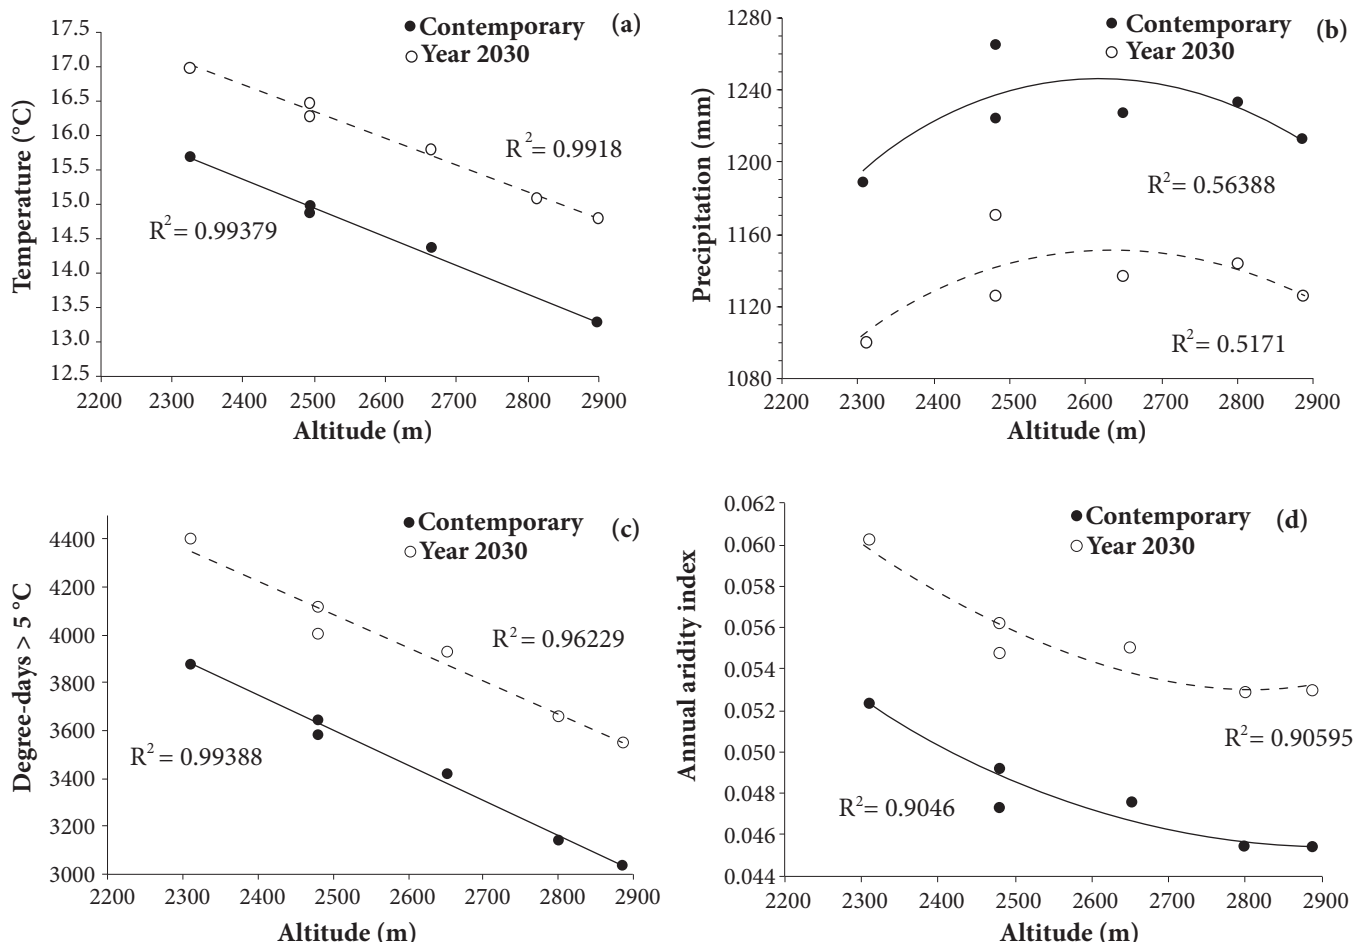 (a)
Contemporary
Year 2030
Temperature (°C)
17.5
17.0
16.5
16.0
15.5
15.0
14.5
14.0
13.5
13.0
12.5
R² = 0.9918
R² = 0.99379
2200 2300 2400 2500 2600 2700 2800 2900
Altitude (m)
(b)
Contemporary
Year 2030
Precipitation (mm)
1280
1240
1200
1160
1120
1080
R² = 0.56388
R² = 0.5171
2200 2300 2400 2500 2600 2700 2800 2900
Altitude (m)
(c)
Contemporary
Year 2030
Degree-days > 5 °C
4400
4200
4000
3800
3600
3400
3200
3000
R² = 0.96229
R² = 0.99388
2200 2300 2400 2500 2600 2700 2800 2900
Altitude (m)
(d)
Contemporary
Year 2030
Annual aridity index
0.062
0.060
0.058
0.056
0.054
0.052
0.050
0.048
0.046
0.044
R² = 0.90595
R² = 0.9046
2200 2300 2400 2500 2600 2700 2800 2900
Altitude (m)